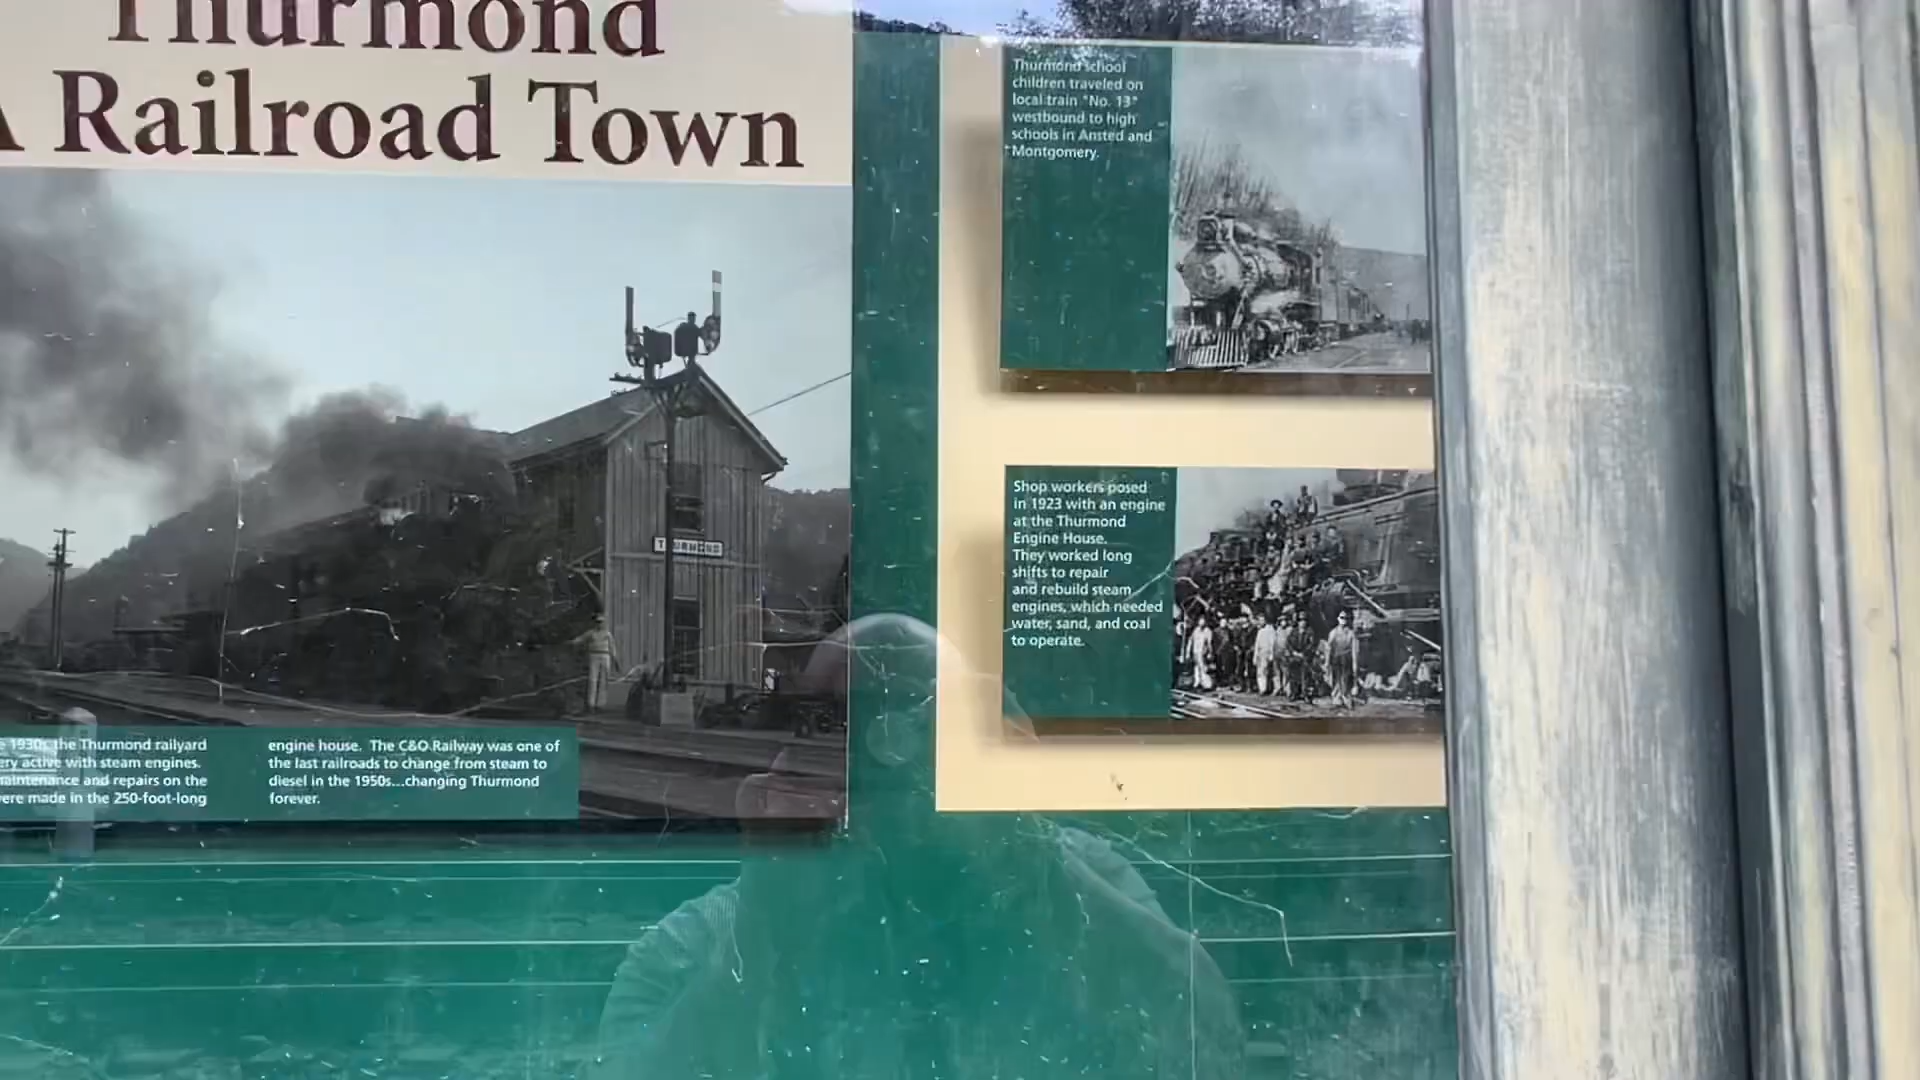 Thurmond
A Railroad Town
THURMOND
1930s the Thurmond railyard
active with steam engines.
maintenance and repairs on the
were made in the 250-foot-long
engine house. The C&O Railway was one of
the last railroads to change from steam to
diesel in the 1950s...changing Thurmond
forever.
Thurmond school
children traveled on
local train "No. 13"
westbound to high
schools in Ansted and
Montgomery.
Shop workers posed
in 1923 with an engine
at the Thurmond
Engine House.
They worked long
shifts to repair
and rebuild steam
engines, which needed
water, sand, and coal
to operate.